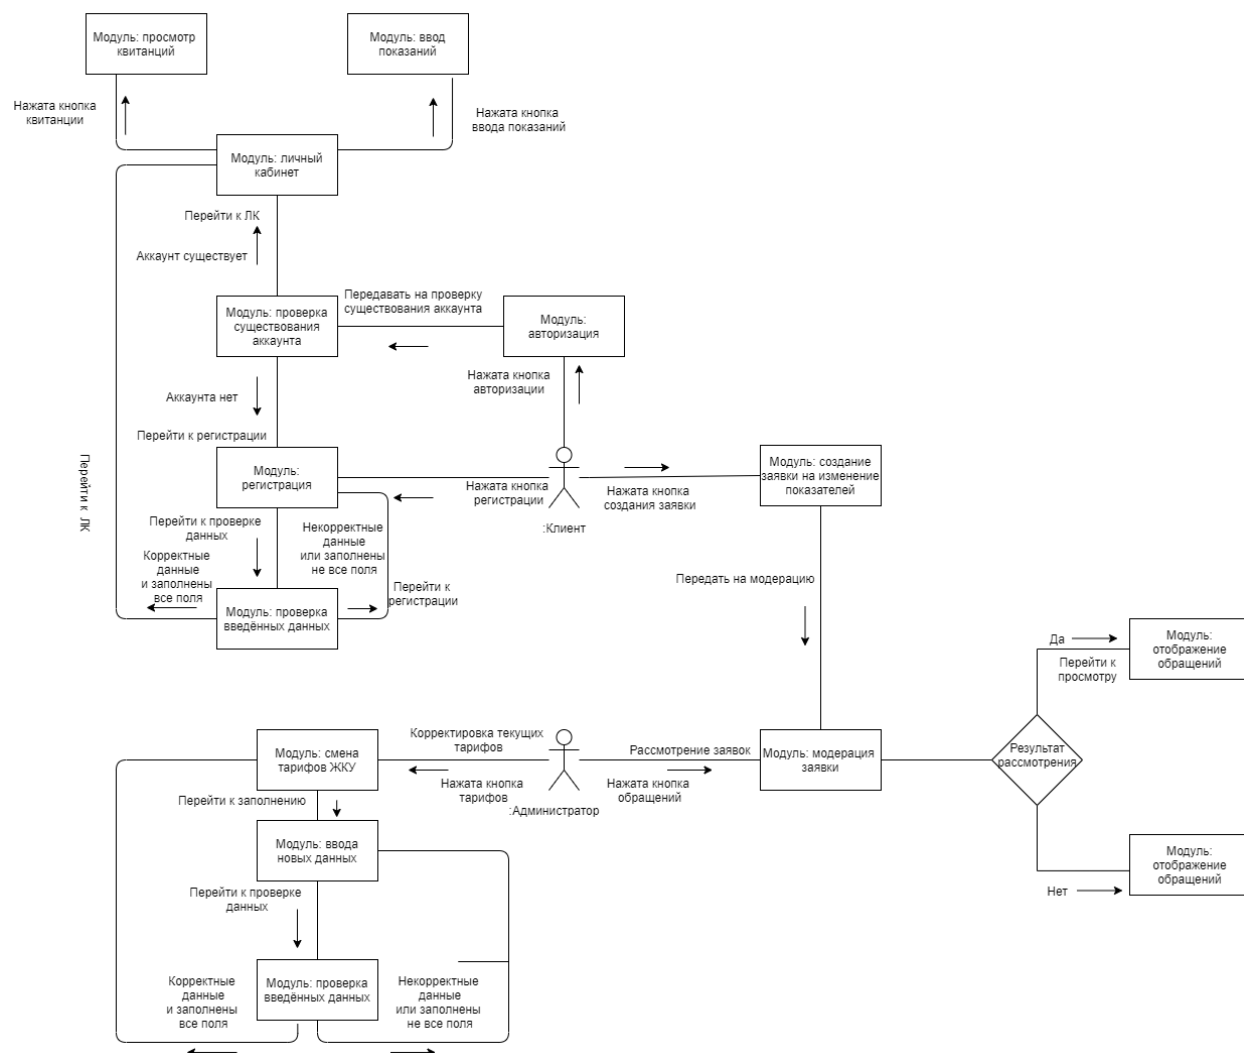 Модуль: просмотр
квитанций
Модуль: ввод
показаний
Нажата кнопка
квитанции
Нажата кнопка
ввода показаний
Модуль: личный
кабинет
Перейти к ЛК
Аккаунт существует
Модуль: проверка
существования
аккаунта
Передавать на проверку
существования аккаунта
Модуль:
авторизация
Нажата кнопка
авторизации
Аккаунта нет
Перейти к регистрации
Перейти к ЛК
Модуль:
регистрация
Нажата кнопка
регистрации
:Клиент
Нажата кнопка
создания заявки
Модуль: создание
заявки на изменение
показателей
Перейти к проверке
данных
Некорректные
данные
или заполнены
не все поля
Корректные
данные
и заполнены
все поля
Перейти к
регистрации
Модуль: проверка
введённых данных
Передать на модерацию
Да
Перейти к
просмотру
Модуль:
отображение
обращений
Модуль: смена
тарифов ЖКУ
Корректировка текущих
тарифов
Нажата кнопка
тарифов
:Администратор
Рассмотрение заявок
Нажата кнопка
обращений
Модуль: модерация
заявки
Результат
рассмотрения
Перейти к заполнению
Модуль: ввода
новых данных
Нет
Модуль:
отображение
обращений
Перейти к проверке
данных
Модуль: проверка
введённых данных
Корректные
данные
и заполнены
все поля
Некорректные
данные
или заполнены
не все поля